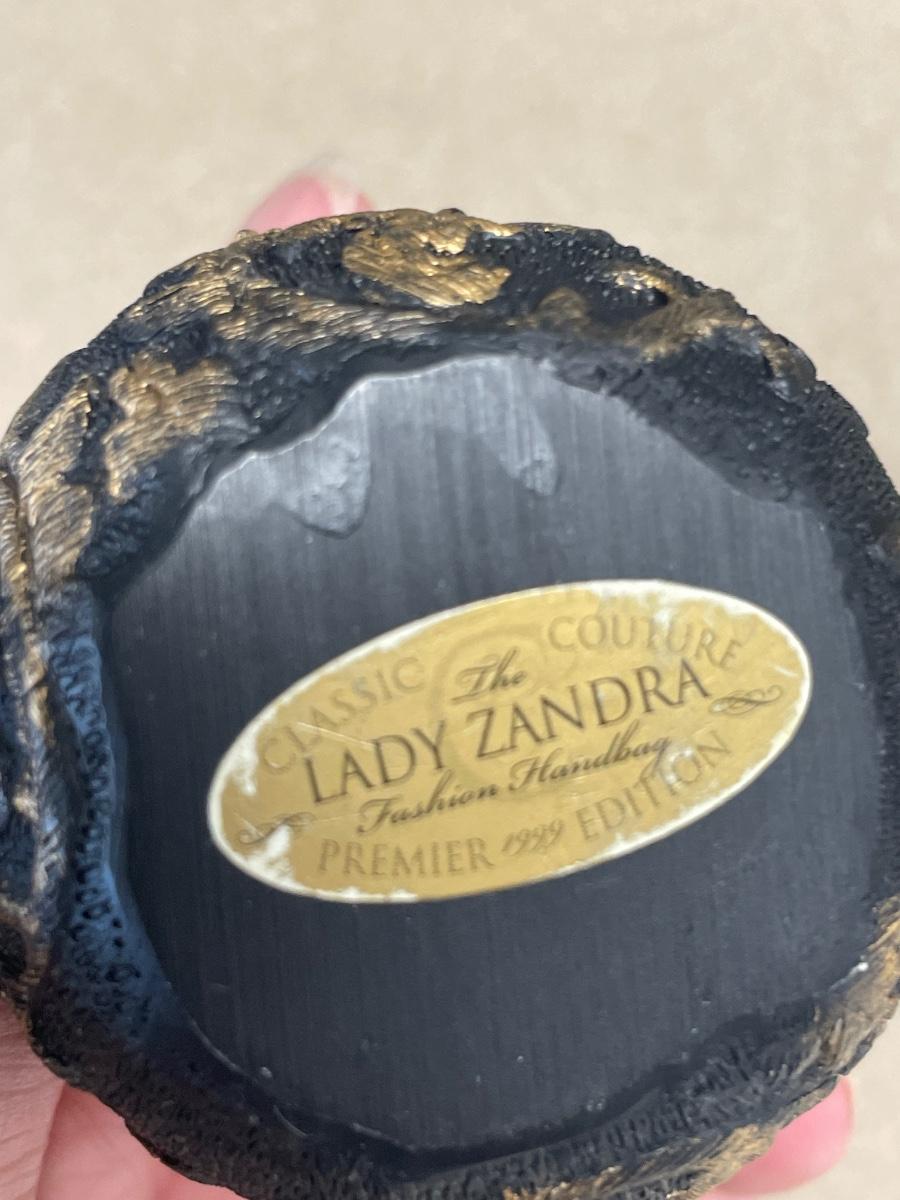 CLASSIC COUTURE
The
LADY ZANDRA
Fashion Handbag
PREMIER 1999 EDITION